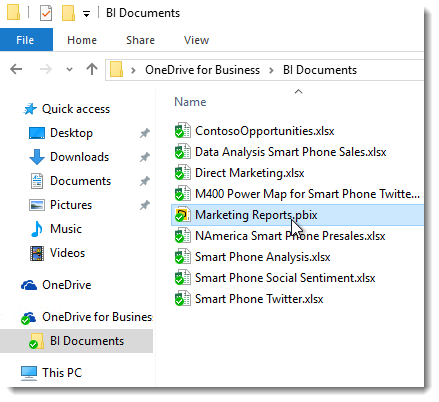 BI Documents
File Home Share View
OneDrive for Business BI Documents
Quick access
Desktop
Downloads
Documents
Pictures
Music
Videos
OneDrive
OneDrive for Busines
BI Documents
This PC
Name
ContosoOpportunities.xlsx
Data Analysis Smart Phone Sales.xlsx
Direct Marketing.xlsx
M400 Power Map for Smart Phone Twitte...
Marketing Reports.pbix
NAmerica Smart Phone Presales.xlsx
Smart Phone Analysis.xlsx
Smart Phone Social Sentiment.xlsx
Smart Phone Twitter.xlsx